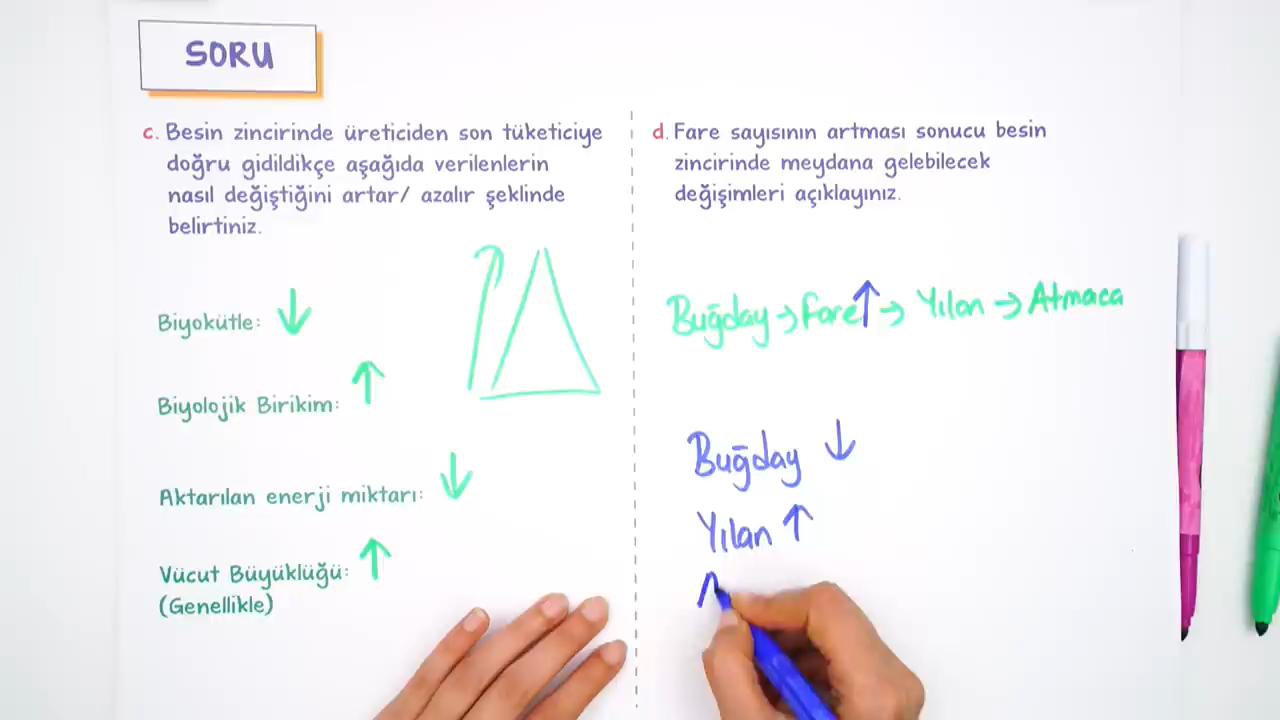 SORU
c. Besin zincirinde üreticiden son tüketiciye
doğru gidildikçe aşağıda verilenlerin
nasıl değiştiğini artar/ azalır şeklinde
belirtiniz.
Biyokütle: ↓
Biyolojik Birikim: ↑
Aktarılan enerji miktarı: ↓
Vücut Büyüklüğü: ↑
(Genellikle)
d. Fare sayısının artması sonucu besin
zincirinde meydana gelebilecek
değişimleri açıklayınız.
Buğday → Fare ↑ → Yılan → Atmaca
Buğday ↓
Yılan ↑